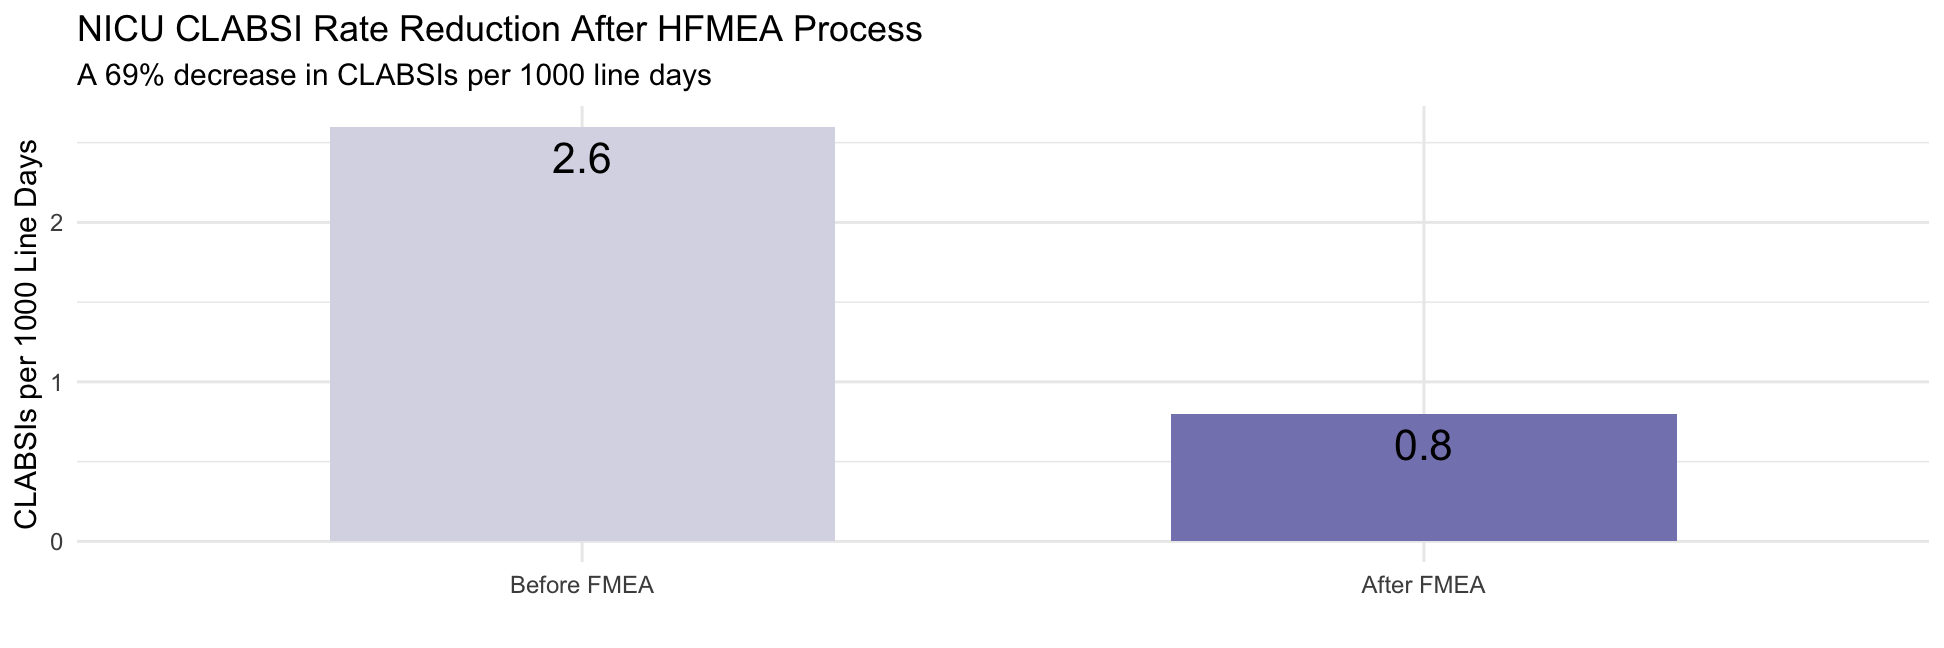 NICU CLABSI Rate Reduction After HFMEA Process
A 69% decrease in CLABSIs per 1000 line days
CLABSIs per 1000 Line Days
2
1
0
2.6
0.8
Before FMEA
After FMEA